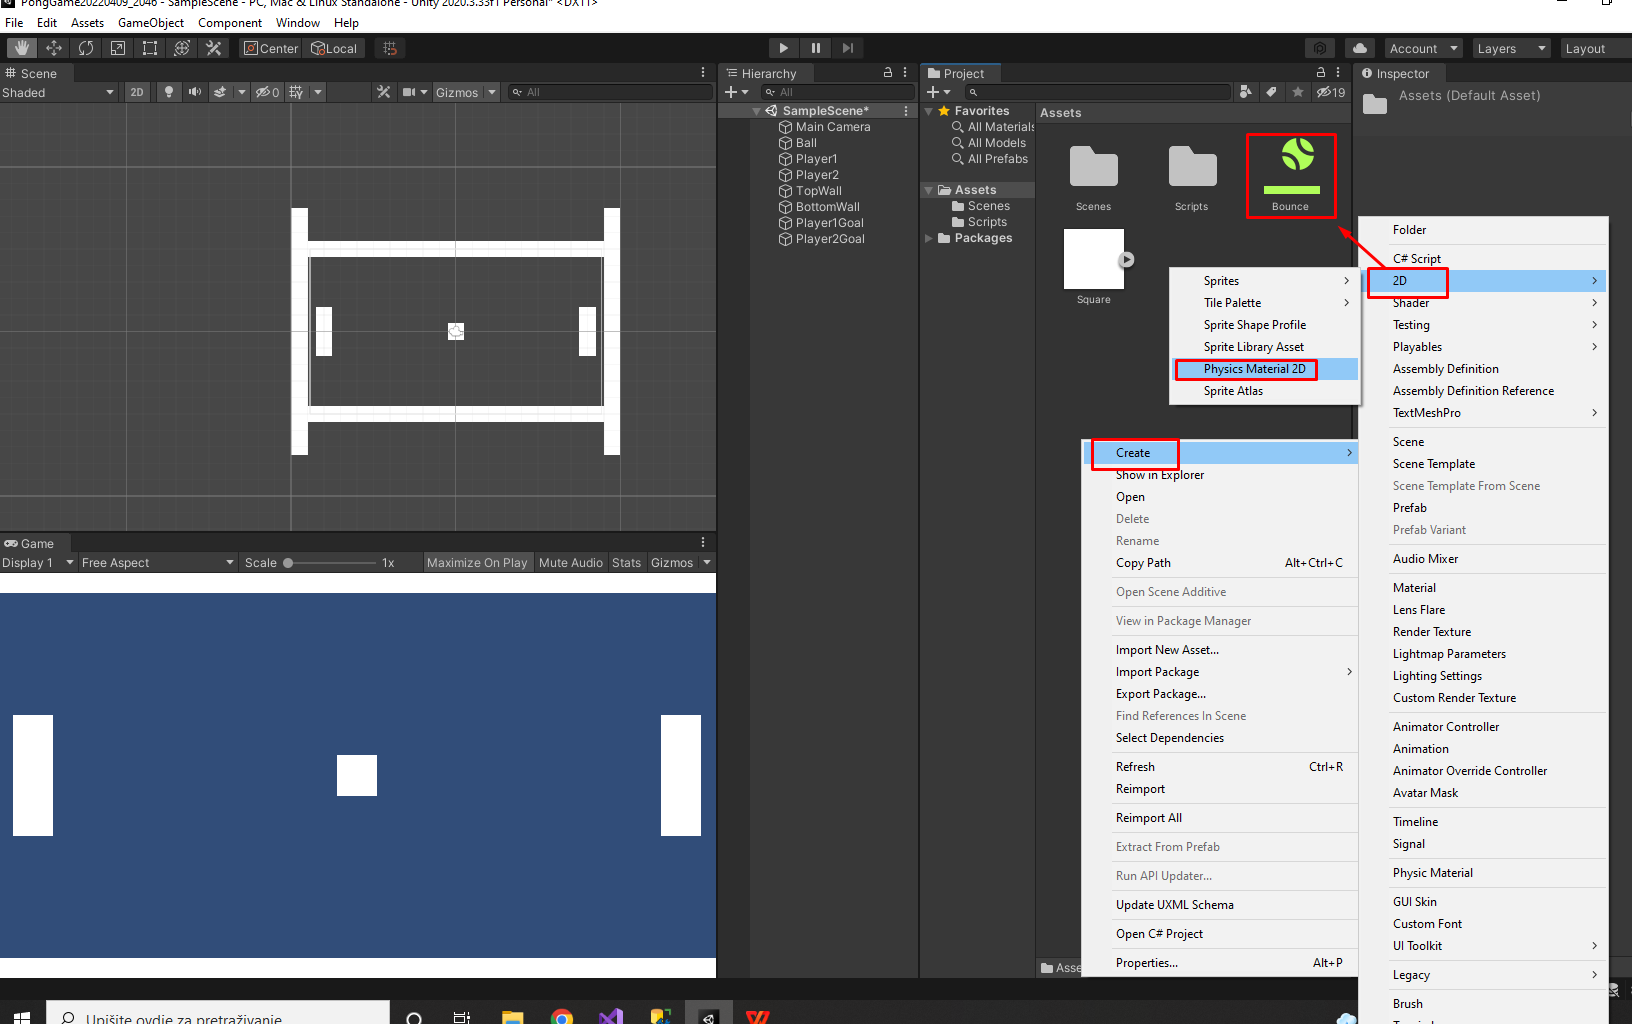 PongGame20220409_2046 - SampleScene - PC, Mac & Linux Standalone - Unity 2020.3.33f1 Personal* <DX11>
File Edit Assets GameObject Component Window Help
Center Local Account Layers Layout
Scene
Shaded 2D 0 Gizmos All
Hierarchy
All
SampleScene*
Main Camera
Ball
Player1
Player2
TopWall
BottomWall
Player1Goal
Player2Goal
Project
19
Favorites
All Materials
All Models
All Prefabs
Assets
Scenes
Scripts
Packages
Assets
Scenes
Scripts
Bounce
Square
Inspector
Assets (Default Asset)
Sprites
Tile Palette
Sprite Shape Profile
Sprite Library Asset
Physics Material 2D
Sprite Atlas
Create
Show in Explorer
Open
Delete
Rename
Copy Path Alt+Ctrl+C
Open Scene Additive
View in Package Manager
Import New Asset...
Import Package
Export Package...
Find References In Scene
Select Dependencies
Refresh Ctrl+R
Reimport
Reimport All
Extract From Prefab
Run API Updater...
Update UXML Schema
Open C# Project
Properties... Alt+P
Folder
C# Script
2D
Shader
Testing
Playables
Assembly Definition
Assembly Definition Reference
TextMeshPro
Scene
Scene Template
Scene Template From Scene
Prefab
Prefab Variant
Audio Mixer
Material
Lens Flare
Render Texture
Lightmap Parameters
Lighting Settings
Custom Render Texture
Animator Controller
Animation
Animator Override Controller
Avatar Mask
Timeline
Signal
Physic Material
GUI Skin
Custom Font
UI Toolkit
Legacy
Brush
Game
Display 1 Free Aspect Scale 1x Maximize On Play Mute Audio Stats Gizmos
Asse
Upišite ovdje za pretraživanje